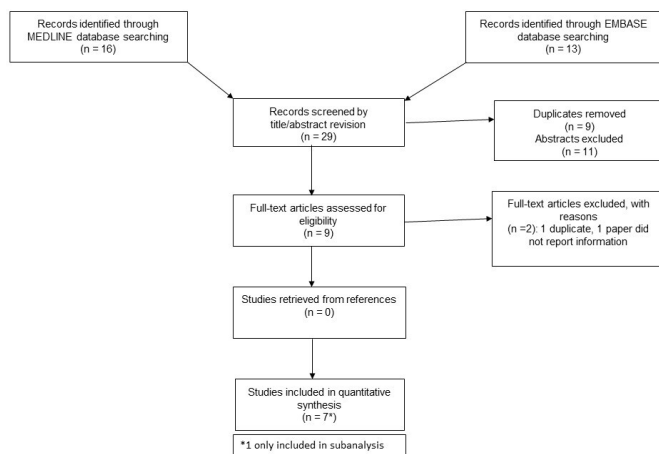 Records identified through
MEDLINE database searching
(n = 16)
Records identified through EMBASE
database searching
(n = 13)
Records screened by
title/abstract revision
(n = 29)
Duplicates removed
(n = 9)
Abstracts excluded
(n = 11)
Full-text articles assessed for
eligibility
(n = 9)
Full-text articles excluded, with
reasons
(n =2): 1 duplicate, 1 paper did
not report information
Studies retrieved from references
(n = 0)
Studies included in quantitative
synthesis
(n = 7*)
*1 only included in subanalysis